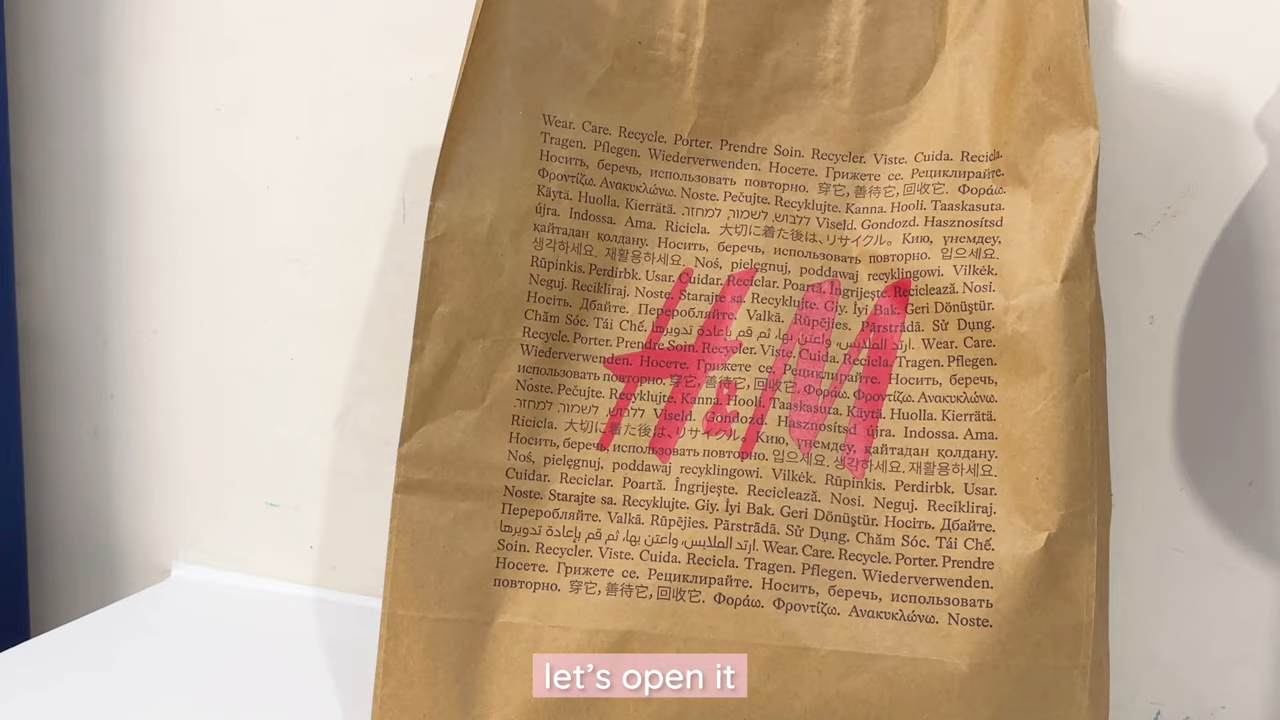 Wear. Care. Recycle. Porter. Prendre Soin. Recycler. Viste. Cuida. Recicla.
Tragen. Pflegen. Wiederverwenden. Носете. Грижете се. Рециклирайте.
Носить, беречь, использовать повторно. 穿它, 善待它, 回收它. Φοράω.
Φροντίζω. Ανακυκλώνω. Noste. Pečujte. Recyklujte. Kanna. Hooli. Taaskasuta.
Käytä. Huolla. Kierrätä. ללבוש, לשמור, למחזר. Viseld. Gondozd. Hasznosítsd
újra. Indossa. Ama. Ricicla. 大切に着た後は、リサイクル。 Кию, үнемдеу,
қайтадан қолдану. Носить, беречь, использовать повторно. 입으세요.
생각하세요. 재활용하세요. Noś, pielęgnuj, poddawaj recyklingowi. Vilkėk.
Rūpinkis. Perdirbk. Usar. Cuidar. Reciclar. Poartă. Îngrijește. Reciclează. Nosi.
Neguj. Recikliraj. Noste. Starajte sa. Recyklujte. Giy. İyi Bak. Geri Dönüştür.
Носіть. Дбайте. Переробляйте. Valkā. Rūpējies. Pārstrādā. Sử Dụng.
Chăm Sóc. Tái Chế. ارتد الملابس، واعتن بها، ثم قم بإعادة تدويرها. Wear. Care.
Recycle. Porter. Prendre Soin. Recycler. Viste. Cuida. Recicla. Tragen. Pflegen.
Wiederverwenden. Носете. Грижете се. Рециклирайте. Носить, беречь,
использовать повторно. 穿它, 善待它, 回收它. Φοράω. Φροντίζω. Ανακυκλώνω.
Noste. Pečujte. Recyklujte. Kanna. Hooli. Taaskasuta. Käytä. Huolla. Kierrätä.
ללבוש, לשמור, למחזר. Viseld. Gondozd. Hasznosítsd újra. Indossa. Ama.
Ricicla. 大切に着た後は、リサイクル。 Кию, үнемдеу, қайтадан қолдану.
Носить, беречь, использовать повторно. 입으세요. 생각하세요. 재활용하세요.
Noś, pielęgnuj, poddawaj recyklingowi. Vilkėk. Rūpinkis. Perdirbk. Usar.
Cuidar. Reciclar. Poartă. Îngrijește. Reciclează. Nosi. Neguj. Recikliraj.
Noste. Starajte sa. Recyklujte. Giy. İyi Bak. Geri Dönüştür. Носіть. Дбайте.
Переробляйте. Valkā. Rūpējies. Pārstrādā. Sử Dụng. Chăm Sóc. Tái Chế.
ارتد الملابس، واعتن بها، ثم قم بإعادة تدويرها. Wear. Care. Recycle. Porter. Prendre
Soin. Recycler. Viste. Cuida. Recicla. Tragen. Pflegen. Wiederverwenden.
Носете. Грижете се. Рециклирайте. Носить, беречь, использовать
повторно. 穿它, 善待它, 回收它. Φοράω. Φροντίζω. Ανακυκλώνω. Noste.
H&M
let's open it